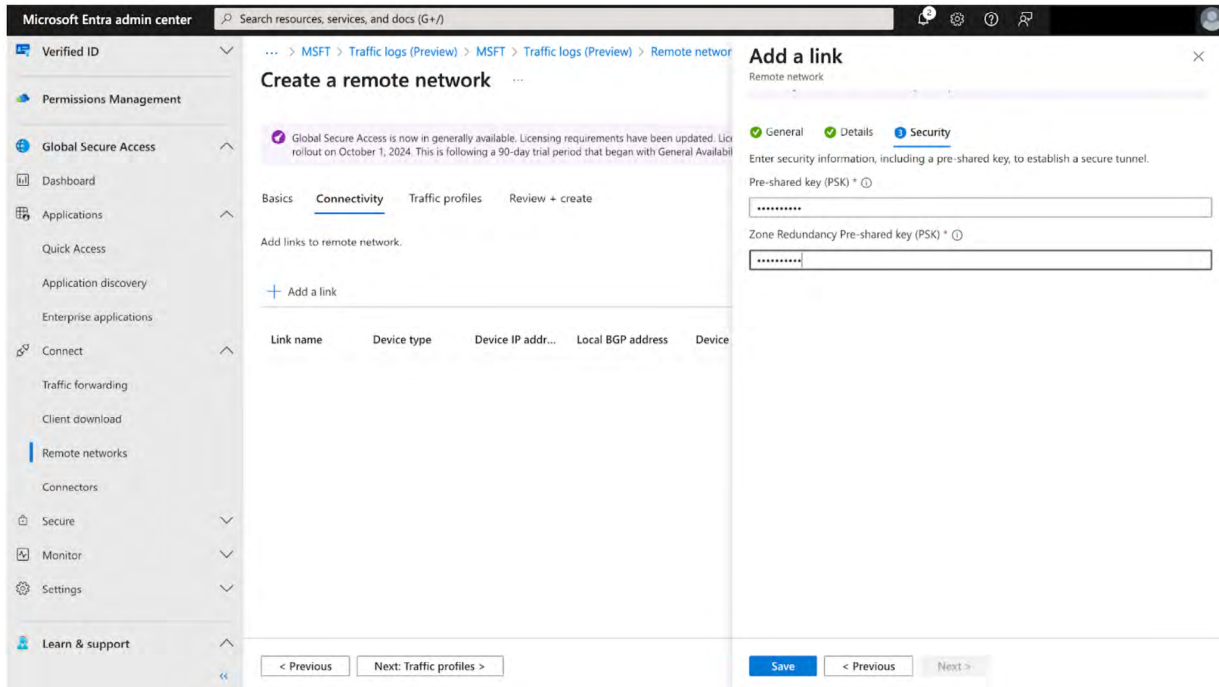 Microsoft Entra admin center
Search resources, services, and docs (G+/)
2
Verified ID
Permissions Management
Global Secure Access
Dashboard
Applications
Quick Access
Application discovery
Enterprise applications
Connect
Traffic forwarding
Client download
Remote networks
Connectors
Secure
Monitor
Settings
Learn & support
... > MSFT > Traffic logs (Preview) > MSFT > Traffic logs (Preview) > Remote networ
Create a remote network ...
Global Secure Access is now in generally available. Licensing requirements have been updated. Lic
rollout on October 1, 2024. This is following a 90-day trial period that began with General Availabil
Basics Connectivity Traffic profiles Review + create
Add links to remote network.
+ Add a link
Link name Device type Device IP addr... Local BGP address Device
< Previous Next: Traffic profiles >
Add a link
Remote network
General Details 3 Security
Enter security information, including a pre-shared key, to establish a secure tunnel.
Pre-shared key (PSK) *
••••••••••
Zone Redundancy Pre-shared key (PSK) *
••••••••••
Save < Previous Next >